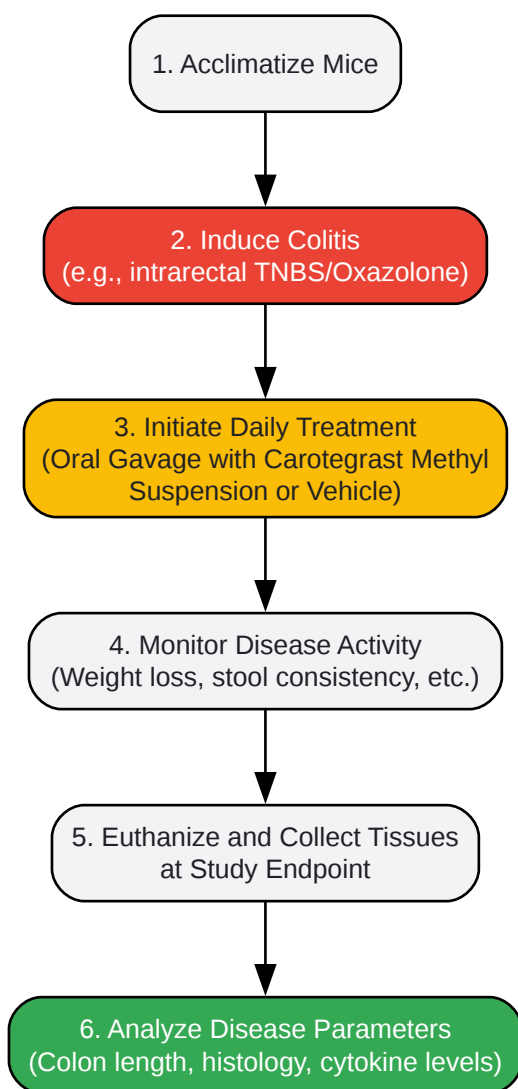 1. Acclimatize Mice
2. Induce Colitis
(e.g., intrarectal TNBS/Oxazolone)
3. Initiate Daily Treatment
(Oral Gavage with Carotegrast Methyl
Suspension or Vehicle)
4. Monitor Disease Activity
(Weight loss, stool consistency, etc.)
5. Euthanize and Collect Tissues
at Study Endpoint
6. Analyze Disease Parameters
(Colon length, histology, cytokine levels)